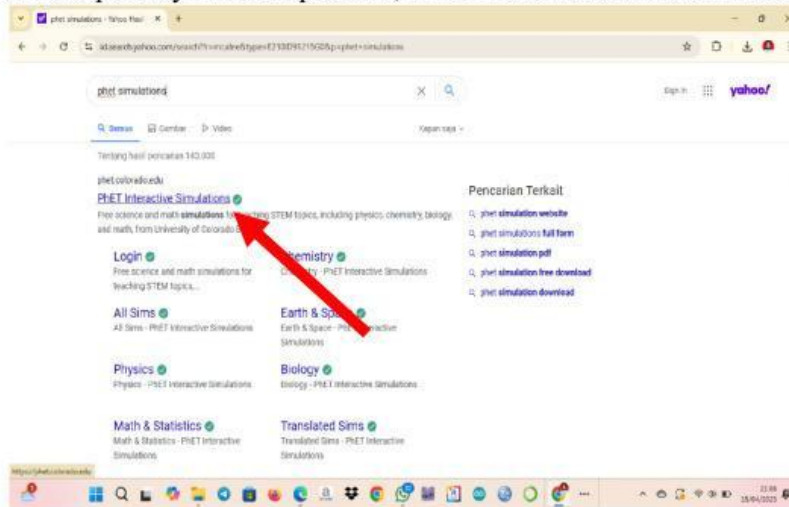 phet simulations - Yahoo Hasil
phet simulations
Sign in
yahoo!
Semua Gambar Video Kapan saja
Tentang hasil pencarian 143.000
phet.colorado.edu
PhET Interactive Simulations
Free science and math simulations for teaching STEM topics, including physics, chemistry, biology,
and math, from University of Colorado
Pencarian Terkait
phet simulation website
phet simulations full form
phet simulation pdf
phet simulation free download
phet simulation download
Login
Free science and math simulations for
teaching STEM topics...
Chemistry
Chemistry - PhET Interactive Simulations
All Sims
All Sims - PhET Interactive Simulations
Earth & Space
Earth & Space - PhET Interactive
Simulations
Physics
Physics - PhET Interactive Simulations
Biology
Biology - PhET Interactive Simulations
Math & Statistics
Math & Statistics - PhET Interactive
Simulations
Translated Sims
Translated Sims - PhET Interactive
Simulations
https://phet.colorado.edu
15/04/2025